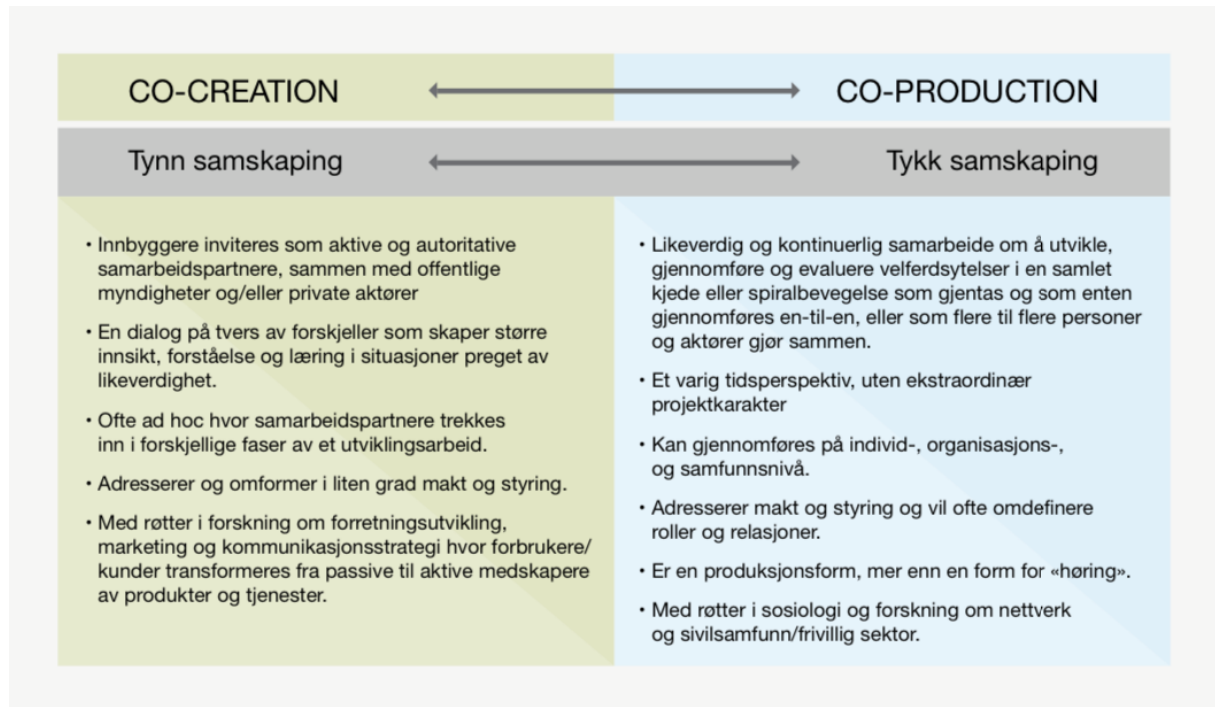 CO-CREATION
CO-PRODUCTION
Tynn samskaping
Tykk samskaping
• Innbyggere inviteres som aktive og autoritative
samarbeidspartnere, sammen med offentlige
myndigheter og/eller private aktører
• En dialog på tvers av forskjeller som skaper større
innsikt, forståelse og læring i situasjoner preget av
likeverdighet.
• Ofte ad hoc hvor samarbeidspartnere trekkes
inn i forskjellige faser av et utviklingsarbeid.
• Adresserer og omformer i liten grad makt og styring.
• Med røtter i forskning om forretningsutvikling,
marketing og kommunikasjonsstrategi hvor forbrukere/
kunder transformeres fra passive til aktive medskapere
av produkter og tjenester.
• Likeverdig og kontinuerlig samarbeide om å utvikle,
gjennomføre og evaluere velferdsytelser i en samlet
kjede eller spiralbevegelse som gjentas og som enten
gjennomføres en-til-en, eller som flere til flere personer
og aktører gjør sammen.
• Et varig tidsperspektiv, uten ekstraordinær
projektkarakter
• Kan gjennomføres på individ-, organisasjons-,
og samfunnsnivå.
• Adresserer makt og styring og vil ofte omdefinere
roller og relasjoner.
• Er en produksjonsform, mer enn en form for «høring».
• Med røtter i sosiologi og forskning om nettverk
og sivilsamfunn/frivillig sektor.